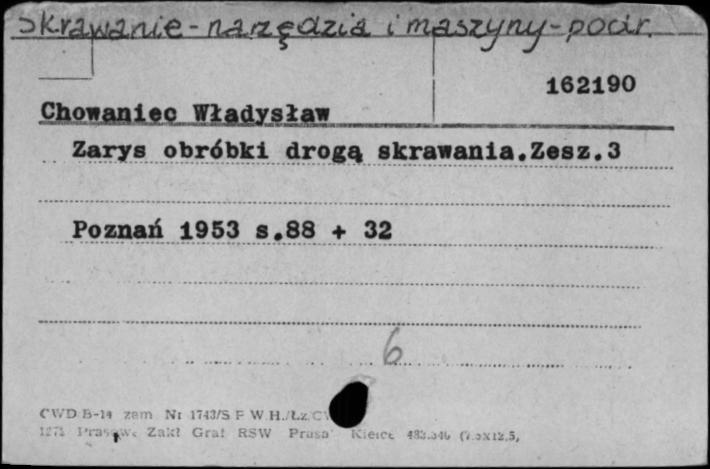 Skrawanie - narzędzia i maszyny - podr.
162190
Chowaniec Władysław
Zarys obróbki drogą skrawania.Zesz.3
Poznań 1953 s.88 + 32
6
CWD B-14 zam Nr 1743/S F W H./Łz
Zakł Graf RSW Prasa Kielce